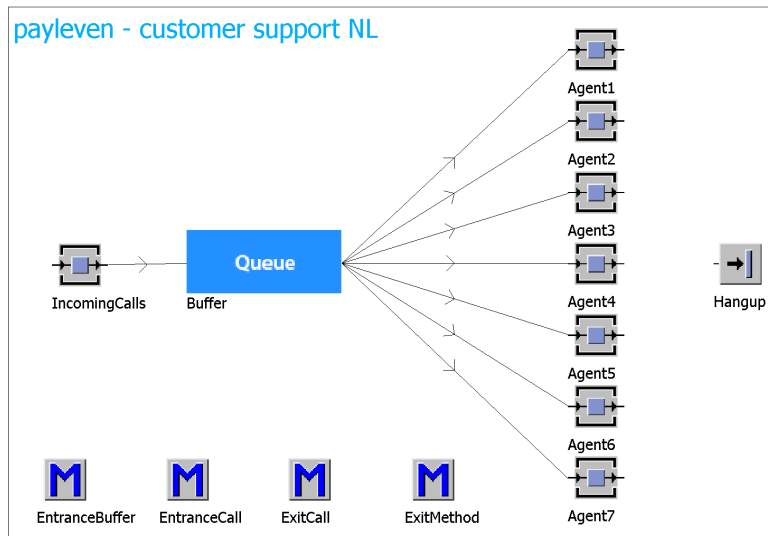 payleven - customer support NL
Agent1
Agent2
Agent3
Queue
IncomingCalls
Buffer
Agent4
Hangup
Agent5
Agent6
M
M
M
M
EntranceBuffer
EntranceCall
ExitCall
ExitMethod
Agent7